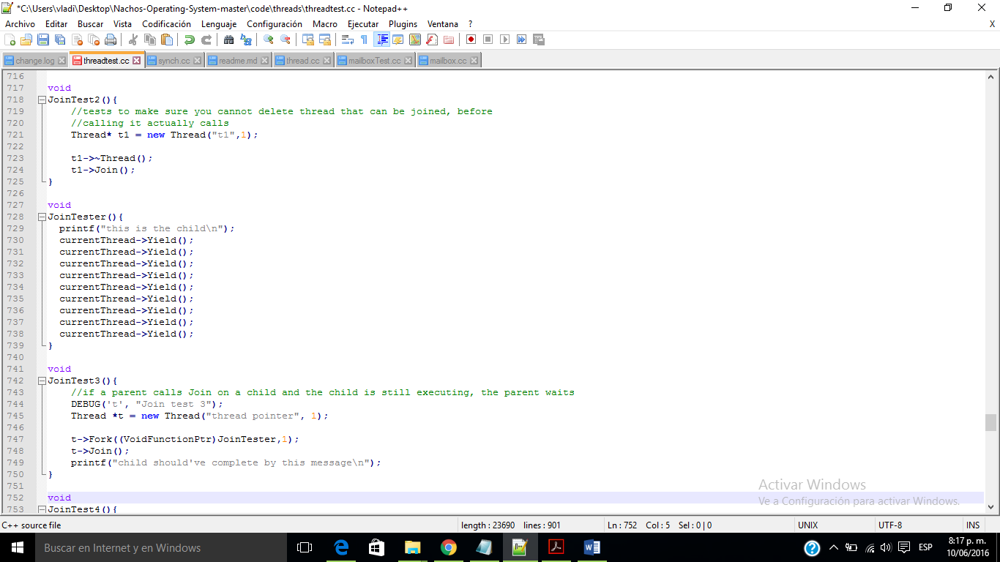 *C:\Users\vladi\Desktop\Nachos-Operating-System-master\code\threads\threadtest.cc - Notepad++
Archivo Editar Buscar Vista Codificación Lenguaje Configuración Macro Ejecutar Plugins Ventana ? X
change.log threadtest.cc synch.cc readme.md thread.cc mailboxTest.cc mailbox.cc
716
717 void
718 JoinTest2(){
719 //tests to make sure you cannot delete thread that can be joined, before
720 //calling it actually calls
721 Thread* t1 = new Thread("t1",1);
722
723 t1->~Thread();
724 t1->Join();
725 }
726
727 void
728 JoinTester(){
729 printf("this is the child\n");
730 currentThread->Yield();
731 currentThread->Yield();
732 currentThread->Yield();
733 currentThread->Yield();
734 currentThread->Yield();
735 currentThread->Yield();
736 currentThread->Yield();
737 currentThread->Yield();
738 currentThread->Yield();
739 }
740
741 void
742 JoinTest3(){
743 //if a parent calls Join on a child and the child is still executing, the parent waits
744 DEBUG('t', "Join test 3");
745 Thread *t = new Thread("thread pointer", 1);
746
747 t->Fork((VoidFunctionPtr)JoinTester,1);
748 t->Join();
749 printf("child should've complete by this message\n");
750 }
751
752 void
753 JoinTest4(){
Activar Windows
Ve a Configuración para activar Windows.
C++ source file length : 23690 lines : 901 Ln : 752 Col : 5 Sel : 0 | 0 UNIX UTF-8 INS
Buscar en Internet y en Windows
ESP
8:17 p. m.
10/06/2016